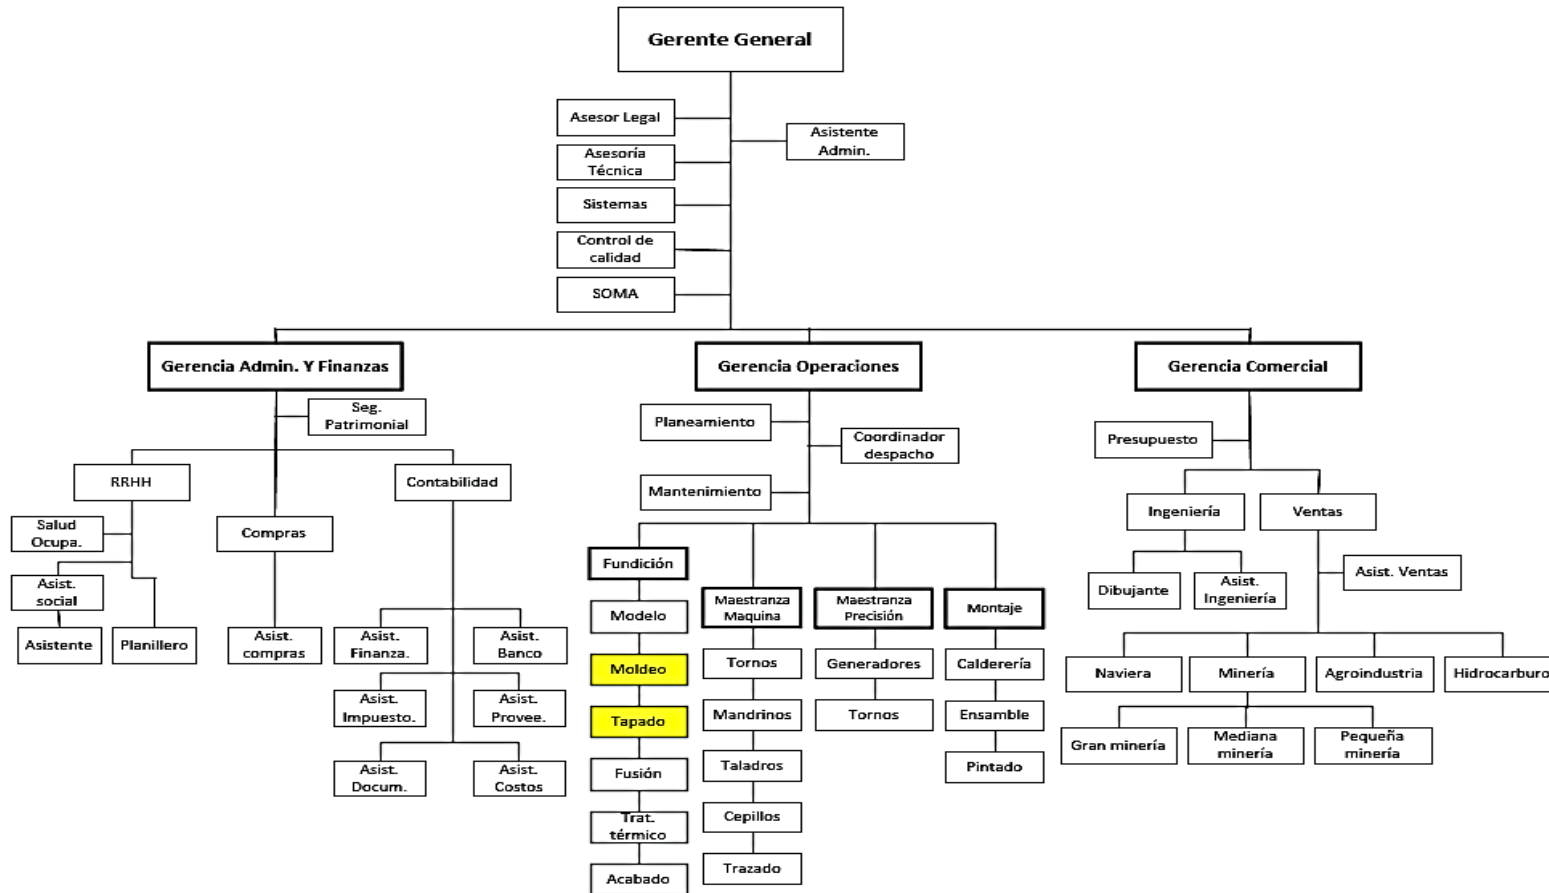 Gerente General
Asesor Legal
Asistente
Admin.
Asesoría
Técnica
Sistemas
Control de
calidad
SOMA
Gerencia Admin. Y Finanzas
Gerencia Operaciones
Gerencia Comercial
Seg.
Patrimonial
RRHH
Contabilidad
Salud
Ocupa.
Compras
Asist.
social
Asistente
Planillero
Asist.
compras
Asist.
Finanza.
Asist.
Banco
Asist.
Impuesto.
Asist.
Provee.
Asist.
Docum.
Asist.
Costos
Planeamiento
Coordinador
despacho
Mantenimiento
Fundición
Modelo
Moldeo
Tapado
Fusión
Trat.
térmico
Acabado
Maestranza
Maquina
Tornos
Mandrinos
Taladros
Cepillos
Trazado
Maestranza
Precisión
Generadores
Tornos
Montaje
Calderería
Ensamble
Pintado
Presupuesto
Ingeniería
Ventas
Dibujante
Asist.
Ingeniería
Asist. Ventas
Naviera
Minería
Agroindustria
Hidrocarburo
Gran minería
Mediana
minería
Pequeña
minería